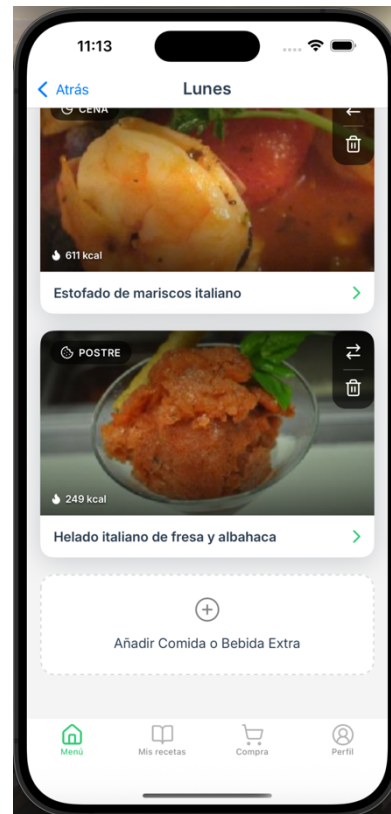 11:13
Atrás
Lunes
CENA
611 kcal
Estofado de mariscos italiano
POSTRE
249 kcal
Helado italiano de fresa y albahaca
Añadir Comida o Bebida Extra
Menú
Mis recetas
Compra
Perfil